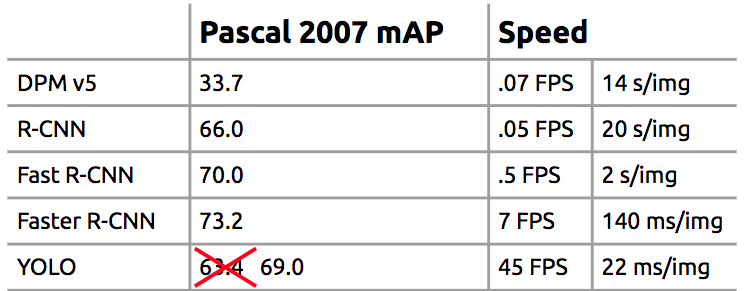 Pascal 2007 mAP Speed
DPM v5 33.7 .07 FPS 14 s/img
R-CNN 66.0 .05 FPS 20 s/img
Fast R-CNN 70.0 .5 FPS 2 s/img
Faster R-CNN 73.2 7 FPS 140 ms/img
YOLO 63.4 69.0 45 FPS 22 ms/img